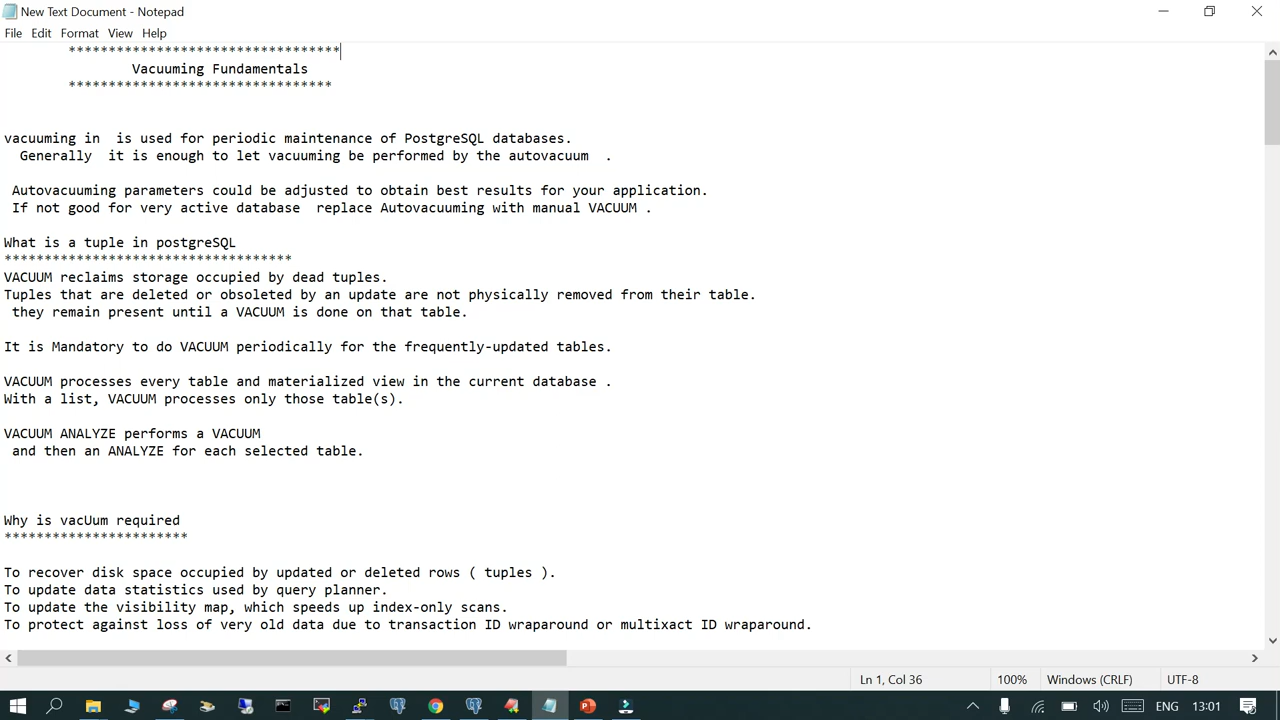 New Text Document - Notepad
File Edit Format View Help
**********************************
Vacuuming Fundamentals
*********************************
vacuuming in  is used for periodic maintenance of PostgreSQL databases.
Generally  it is enough to let vacuuming be performed by the autovacuum  .
Autovacuuming parameters could be adjusted to obtain best results for your application.
If not good for very active database  replace Autovacuuming with manual VACUUM .
What is a tuple in postgreSQL
************************************
VACUUM reclaims storage occupied by dead tuples.
Tuples that are deleted or obsoleted by an update are not physically removed from their table.
they remain present until a VACUUM is done on that table.
It is Mandatory to do VACUUM periodically for the frequently-updated tables.
VACUUM processes every table and materialized view in the current database .
With a list, VACUUM processes only those table(s).
VACUUM ANALYZE performs a VACUUM
and then an ANALYZE for each selected table.
Why is vacUum required
***********************
To recover disk space occupied by updated or deleted rows ( tuples ).
To update data statistics used by query planner.
To update the visibility map, which speeds up index-only scans.
To protect against loss of very old data due to transaction ID wraparound or multixact ID wraparound.
Ln 1, Col 36 100% Windows (CRLF) UTF-8
ENG 13:01